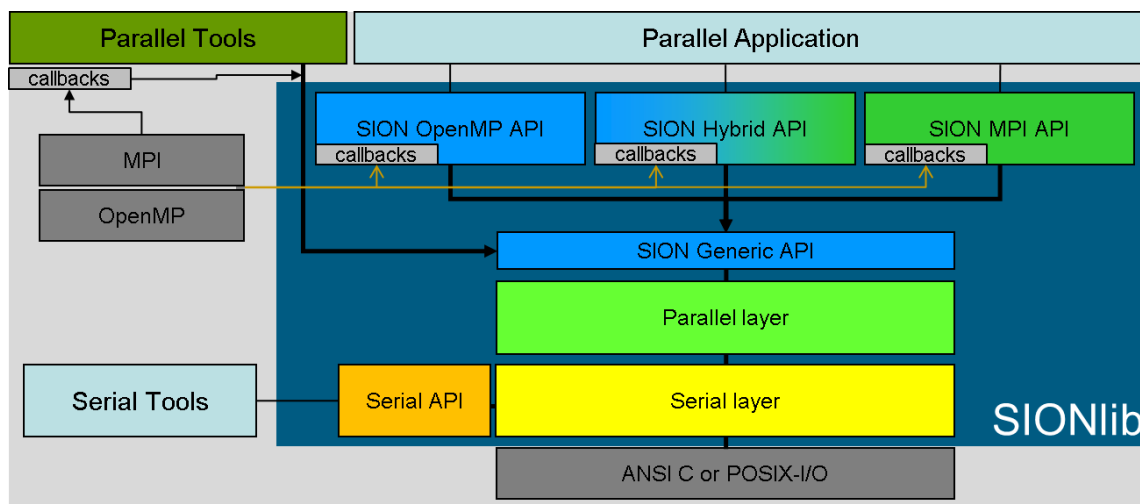 Parallel Tools
Parallel Application
callbacks
SION OpenMP API
SION Hybrid API
SION MPI API
callbacks
callbacks
callbacks
MPI
OpenMP
SION Generic API
Parallel layer
Serial Tools
Serial API
Serial layer
SIONlib
ANSI C or POSIX-I/O